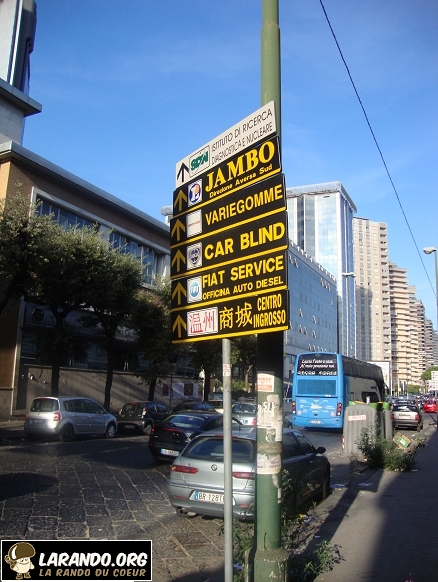 SDN
ISTITUTO DI RICERCA
DIAGNOSTICA E NUCLEARE
JAMBO
Direzione Aversa Sud
VARIEGOMME
CAR BLIND
FIAT SERVICE
OFFICINA AUTO DIESEL
温州商城
CENTRO
INGROSSO
LARANDO.ORG
LA RANDO DU COEUR